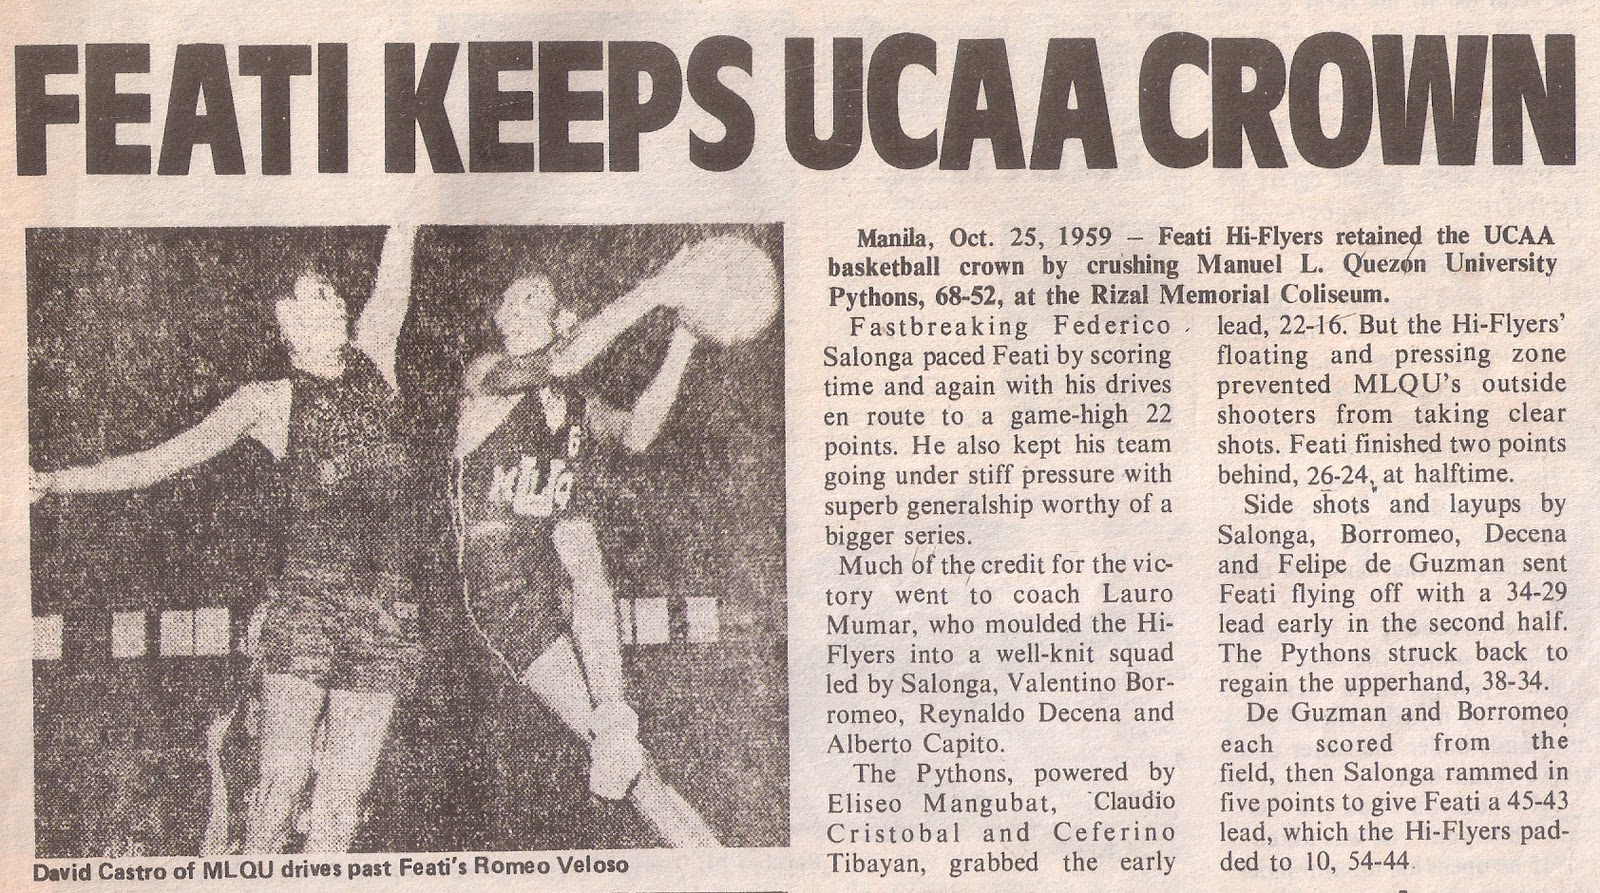 FEATI KEEPS UCAA CROWN
6
MLQU
David Castro of MLQU drives past Feati's Romeo Veloso
Manila, Oct. 25, 1959 — Feati Hi-Flyers retained the UCAA
basketball crown by crushing Manuel L. Quezon University
Pythons, 68-52, at the Rizal Memorial Coliseum.
Fastbreaking Federico
Salonga paced Feati by scoring
time and again with his drives
en route to a game-high 22
points. He also kept his team
going under stiff pressure with
superb generalship worthy of a
bigger series.
Much of the credit for the vic-
tory went to coach Lauro
Mumar, who moulded the Hi-
Flyers into a well-knit squad
led by Salonga, Valentino Bor-
romeo, Reynaldo Decena and
Alberto Capito.
The Pythons, powered by
Eliseo Mangubat, Claudio
Cristobal and Ceferino
Tibayan, grabbed the early
lead, 22-16. But the Hi-Flyers'
floating and pressing zone
prevented MLQU's outside
shooters from taking clear
shots. Feati finished two points
behind, 26-24, at halftime.
Side shots and layups by
Salonga, Borromeo, Decena
and Felipe de Guzman sent
Feati flying off with a 34-29
lead early in the second half.
The Pythons struck back to
regain the upperhand, 38-34.
De Guzman and Borromeo
each scored from the
field, then Salonga rammed in
five points to give Feati a 45-43
lead, which the Hi-Flyers pad-
ded to 10, 54-44.